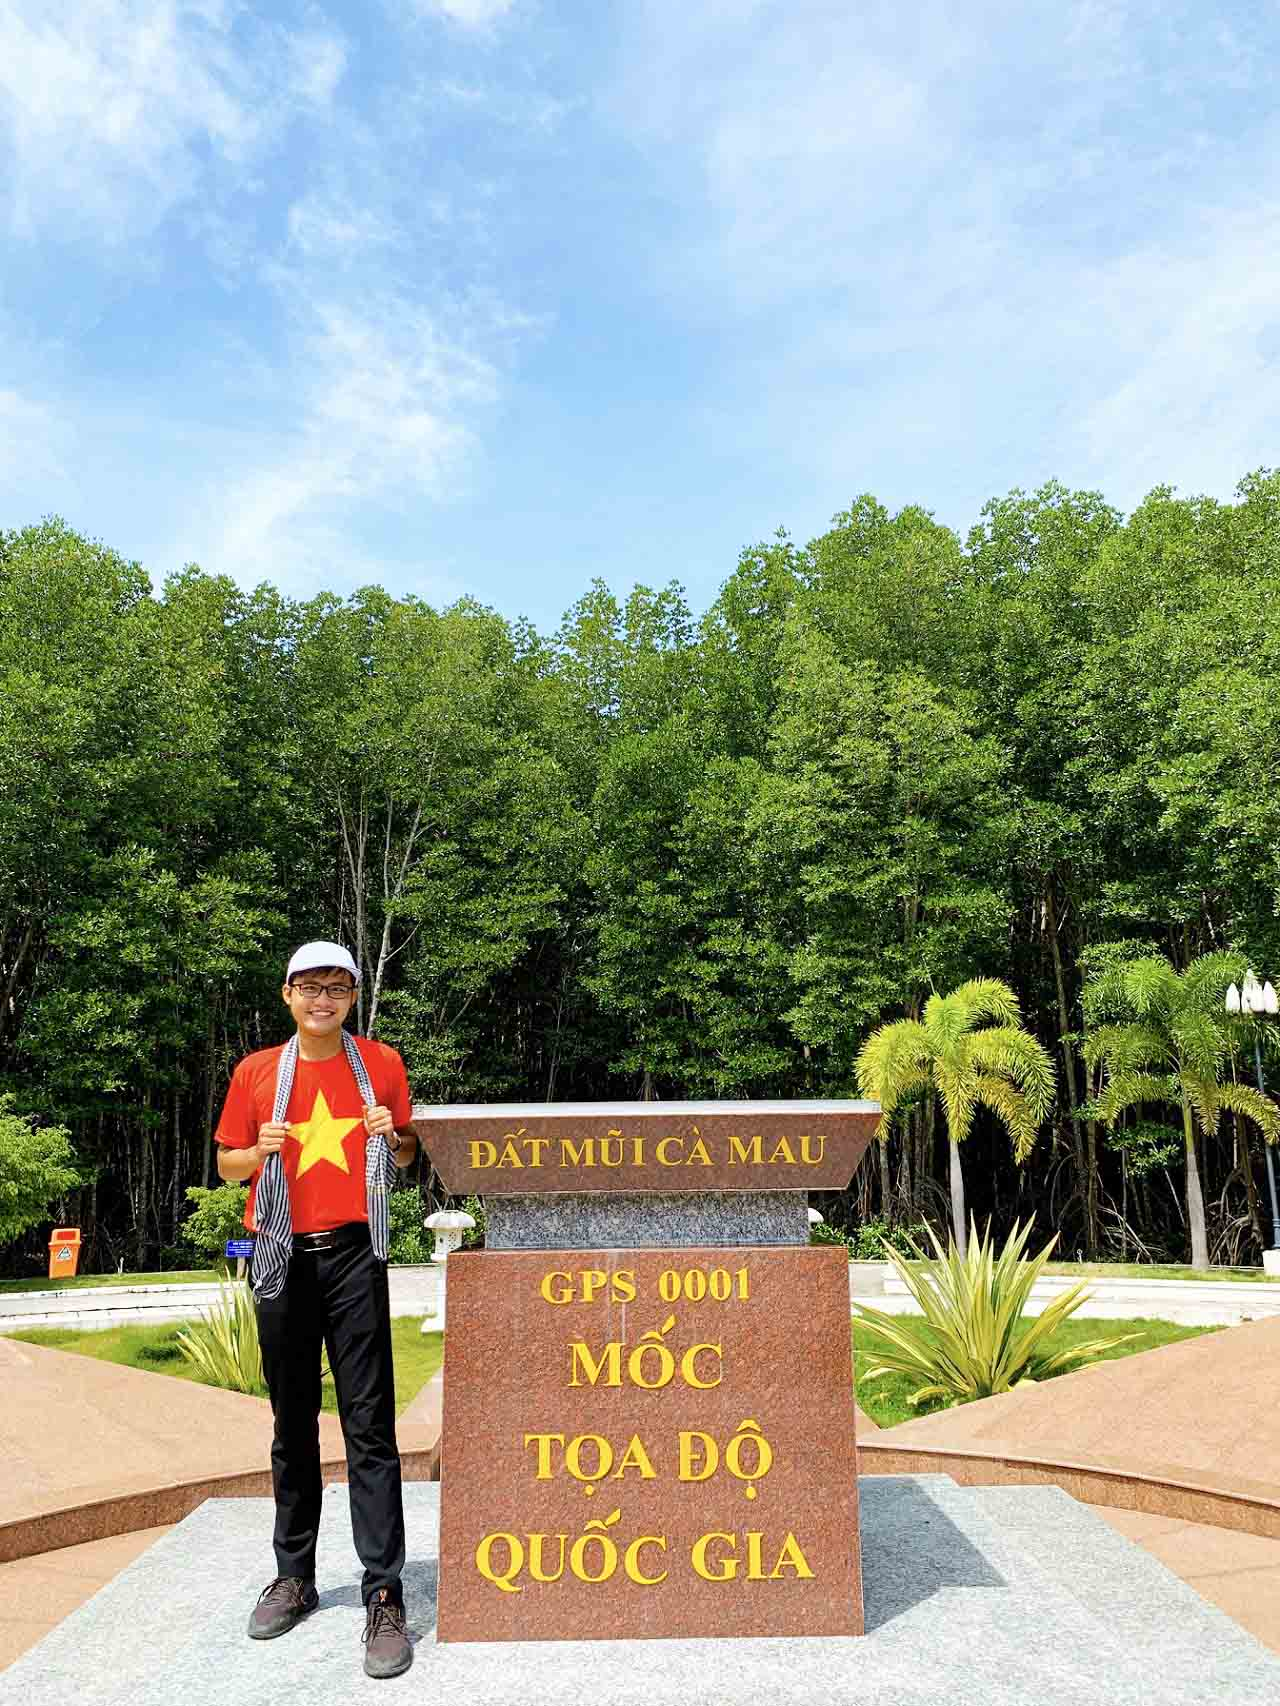 ĐẤT MŨI CÀ MAU
GPS 0001
MỐC
TỌA ĐỘ
QUỐC GIA